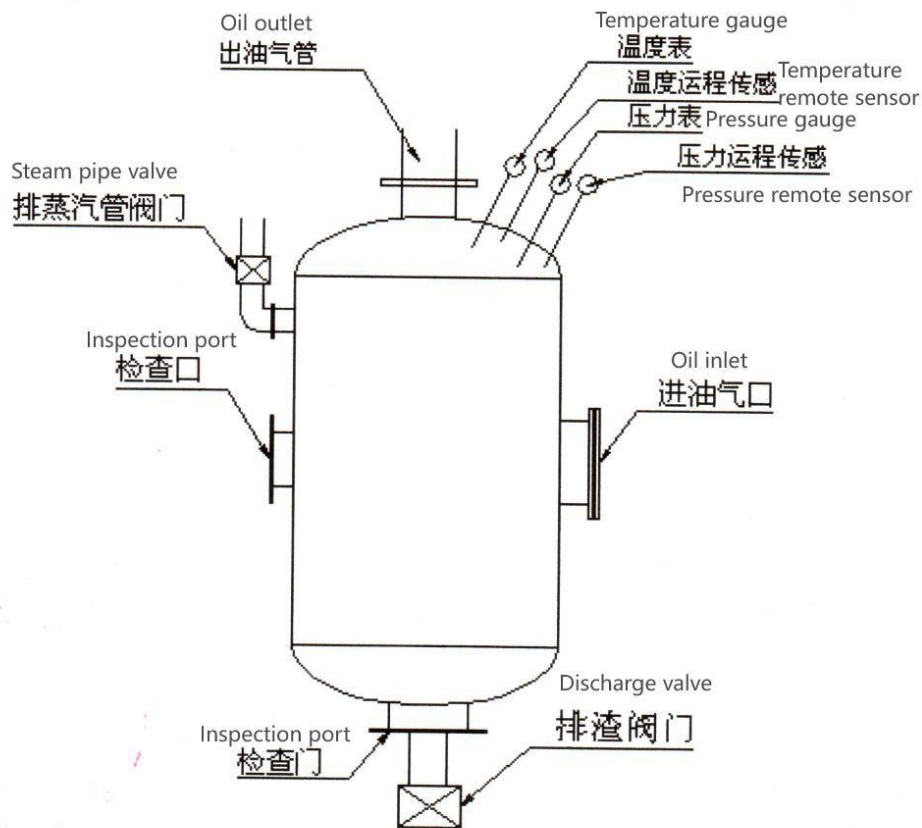 Oil outlet
出油气管
Temperature gauge
温度表
Temperature
remote sensor
温度运程传感
Pressure gauge
压力表
压力运程传感
Pressure remote sensor
Steam pipe valve
排蒸汽管阀门
Inspection port
检查口
Oil inlet
进油气口
Discharge valve
排渣阀门
Inspection port
检查门